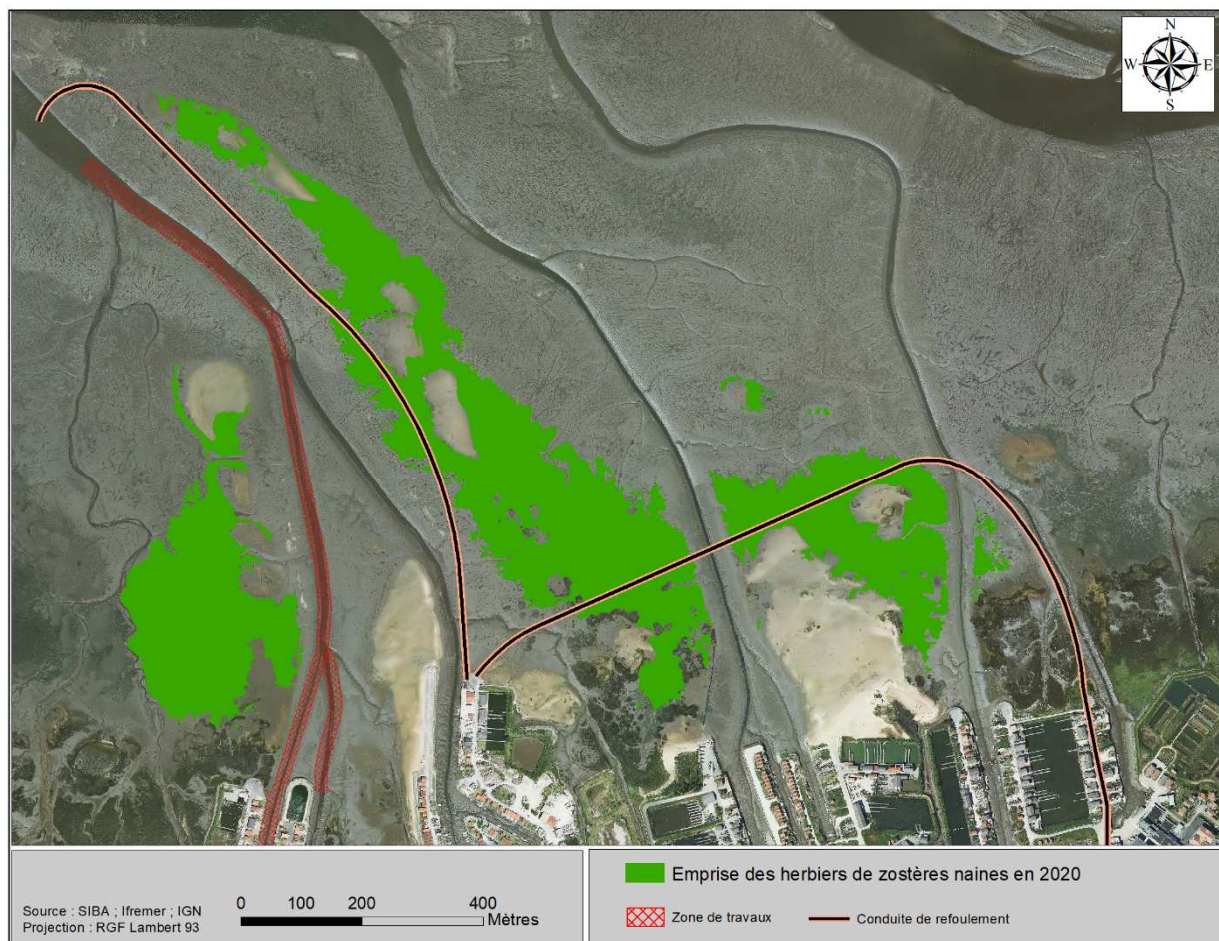 N
W E
S
Emprise des herbiers de zostères naines en 2020
Source : SIBA ; Ifremer ; IGN
Projection : RGF Lambert 93
0 100 200 400
Mètres
Zone de travaux
Conduite de refoulement